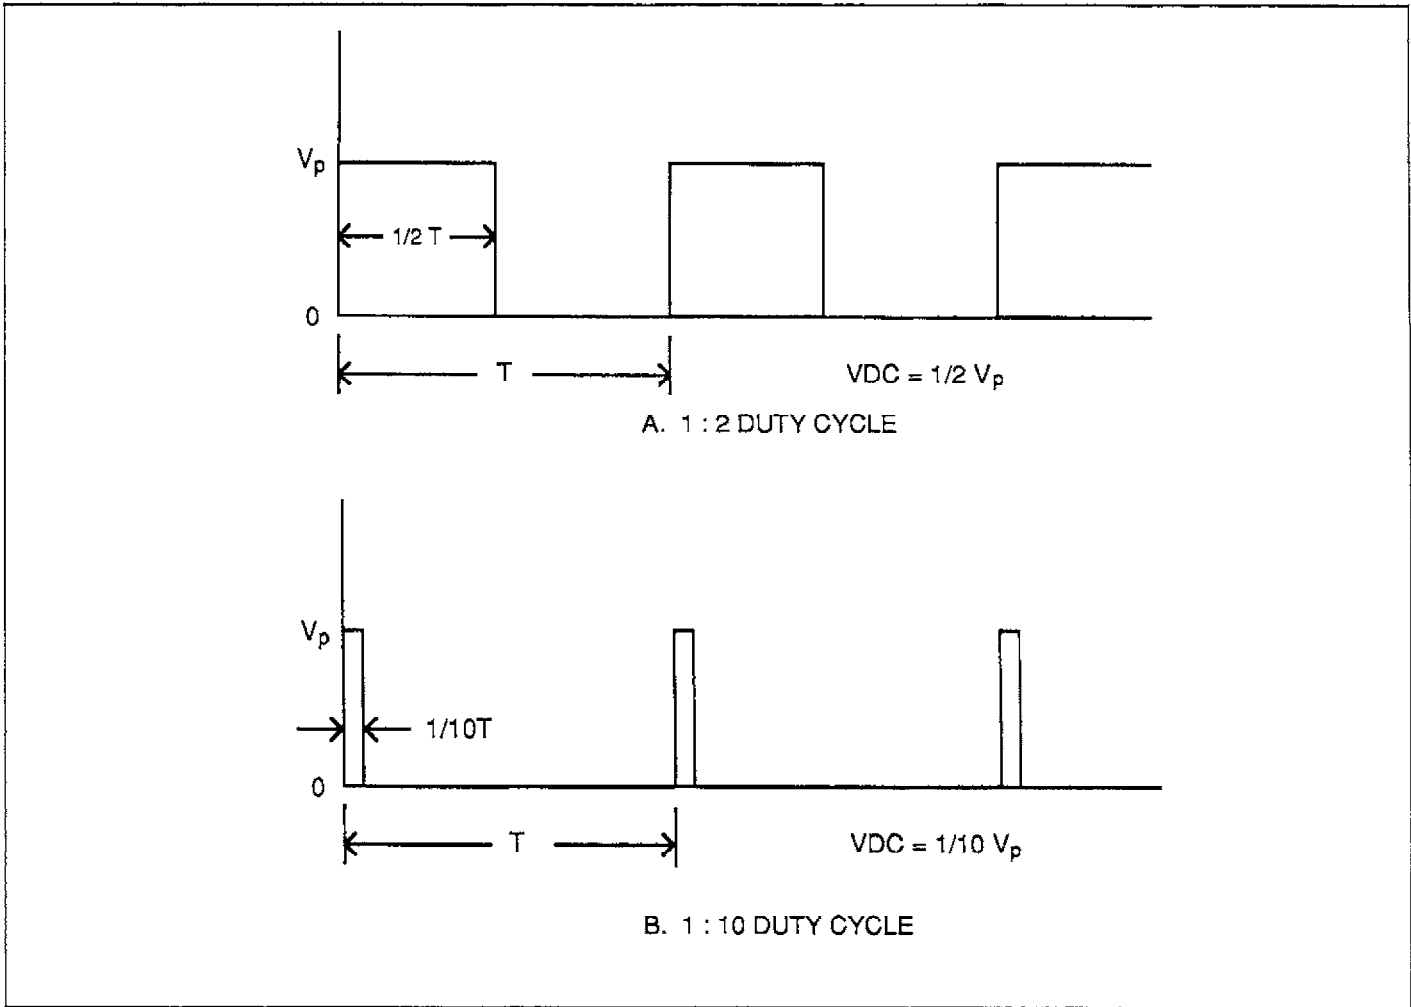 Vp
1/2 T
0
T
VDC = 1/2 Vp
A. 1 : 2 DUTY CYCLE
Vp
1/10T
0
T
VDC = 1/10 Vp
B. 1 : 10 DUTY CYCLE